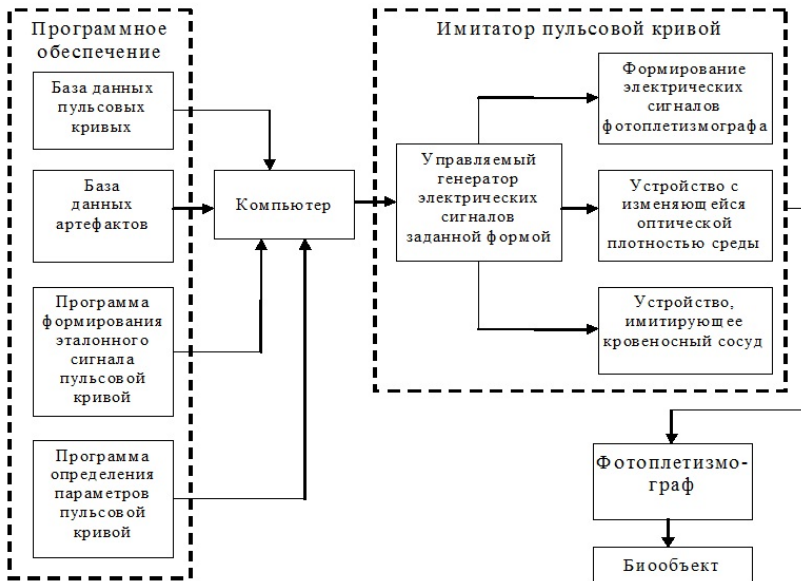 Программное
обеспечение
База данных
пульсовых
кривых
База
данных
артефактов
Программа
формирования
эталонного
сигнала
пульсовой
кривой
Программа
определения
параметров
пульсовой
кривой
Компьютер
Имитатор пульсовой кривой
Управляемый
генератор
электрических
сигналов
заданной формой
Формирование
электрических
сигналов
фотоплетизмографа
Устройство с
изменяющейся
оптической
плотностью среды
Устройство,
имитирующее
кровеносный сосуд
Фотоплетизмо-
граф
Биообъект